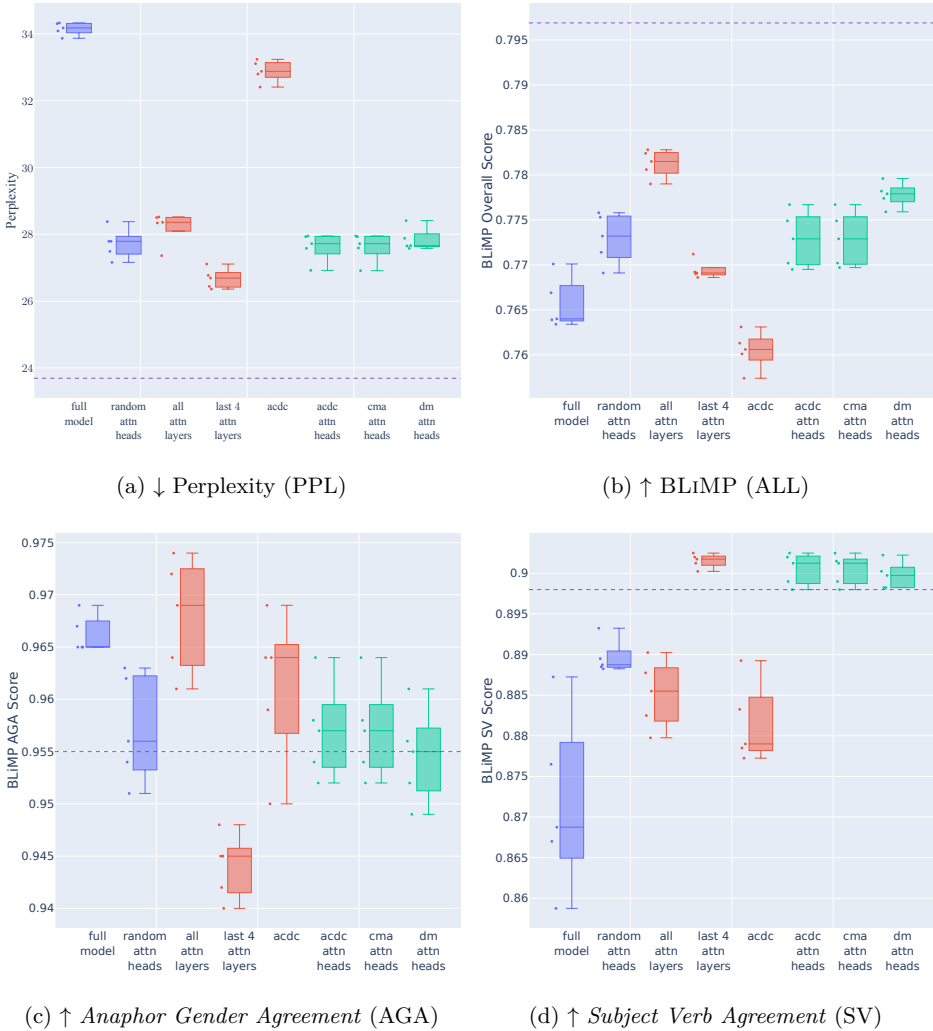 34
32
30
28
26
24
Perplexity
full model
random attn heads
all attn layers
last 4 attn layers
acdc
acdc attn heads
cma attn heads
dm attn heads
(a) ↓ Perplexity (PPL)
0.795
0.785
0.78
0.775
0.77
0.765
0.76
BLiMP Overall Score
full model
random attn heads
all attn layers
last 4 attn layers
acdc
acdc attn heads
cma attn heads
dm attn heads
(b) ↑ BLIMP (ALL)
0.975
0.97
0.965
0.96
0.955
0.95
0.945
0.94
BLiMP AGA Score
full model
random attn heads
all attn layers
last 4 attn layers
acdc
acdc attn heads
cma attn heads
dm attn heads
(c) ↑ Anaphor Gender Agreement (AGA)
0.9
0.895
0.89
0.885
0.88
0.875
0.87
0.865
0.86
BLiMP SV Score
full model
random attn heads
all attn layers
last 4 attn layers
acdc
acdc attn heads
cma attn heads
dm attn heads
(d) ↑ Subject Verb Agreement (SV)